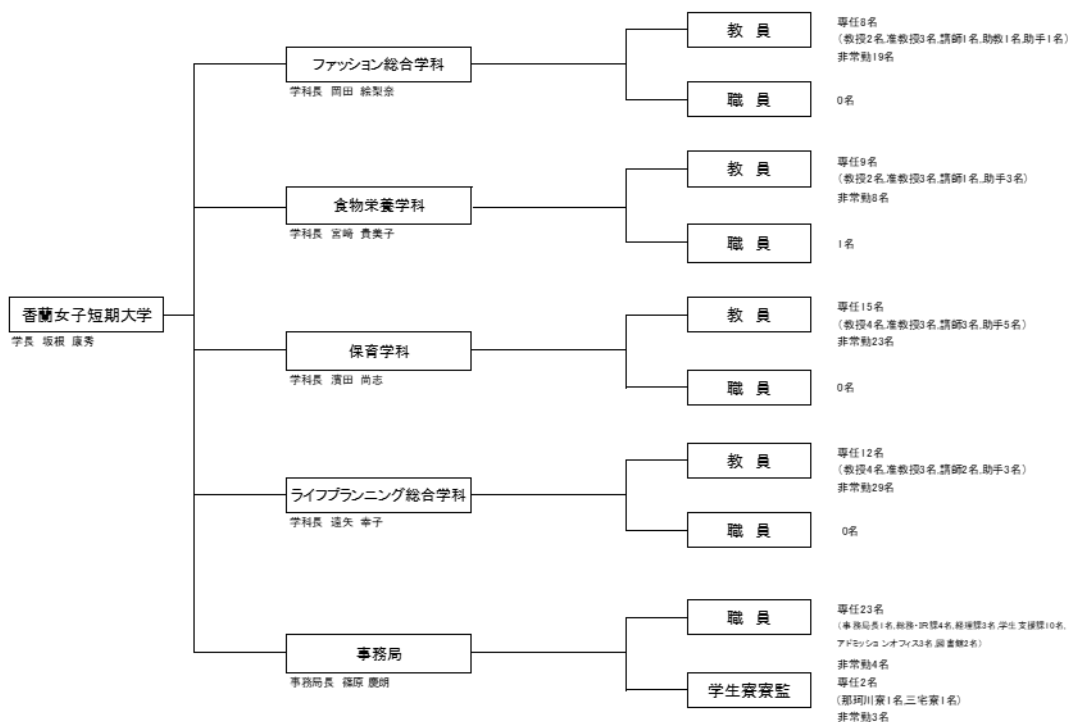 香蘭女子短期大学
学長 坂根 康秀
ファッション総合学科
学科長 岡田 絵梨奈
教 員
専任8名
(教授2名,准教授3名,講師1名,助教1名,助手1名)
非常勤19名
職 員
0名
食物栄養学科
学科長 宮﨑 貴美子
教 員
専任9名
(教授2名,准教授3名,講師1名,助手3名)
非常勤8名
職 員
1名
保育学科
学科長 濱田 尚志
教 員
専任15名
(教授4名,准教授3名,講師3名,助手5名)
非常勤23名
職 員
0名
ライフプランニング総合学科
学科長 遠矢 幸子
教 員
専任12名
(教授4名,准教授3名,講師2名,助手3名)
非常勤29名
職 員
0名
事務局
事務局長 篠原 慶朗
職 員
専任23名
(事務局長1名,総務・IR課4名,経理課3名,学生支援課10名,
アドミッションオフィス3名,図書館2名)
非常勤4名
学生寮寮監
専任2名
(那珂川寮1名,三宅寮1名)
非常勤3名